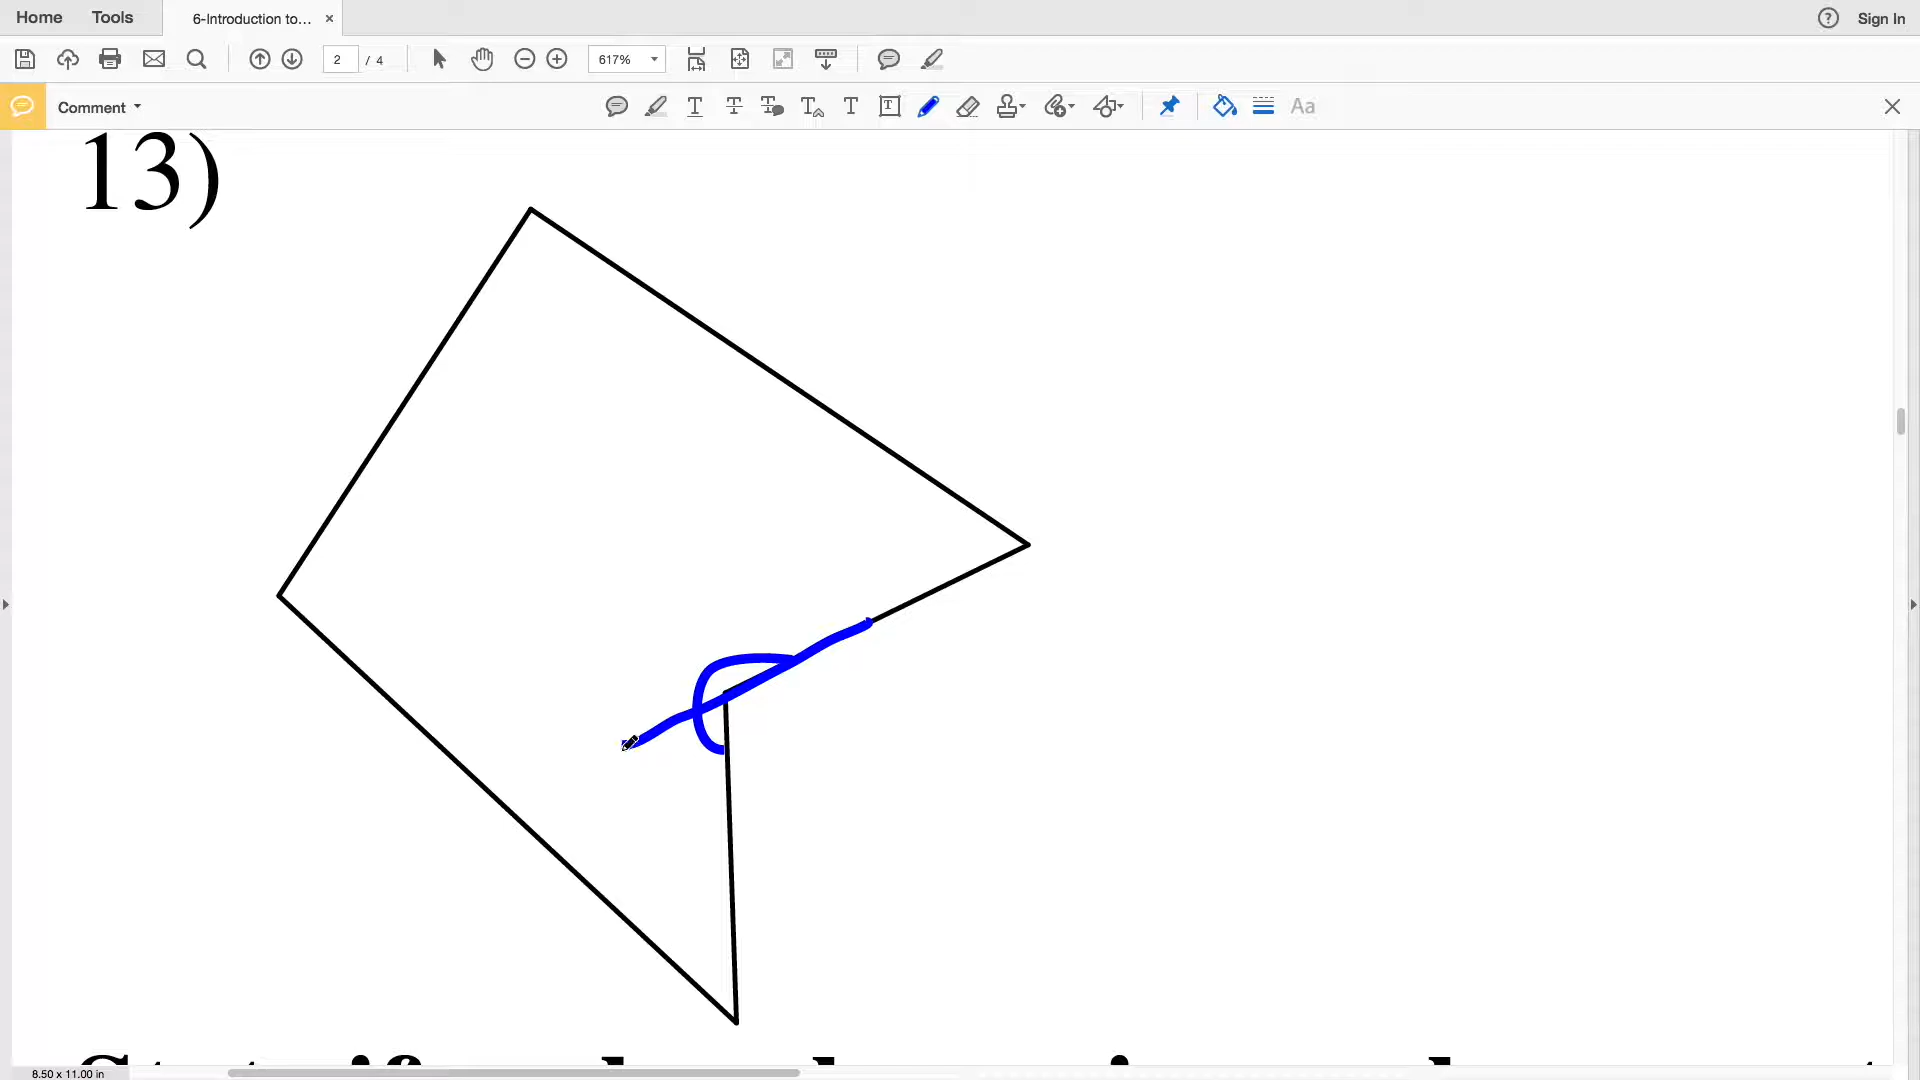 Home Tools 6-Introduction to... × Sign In
2 / 4 617%
Comment Aa
13)
8.50 x 11.00 in